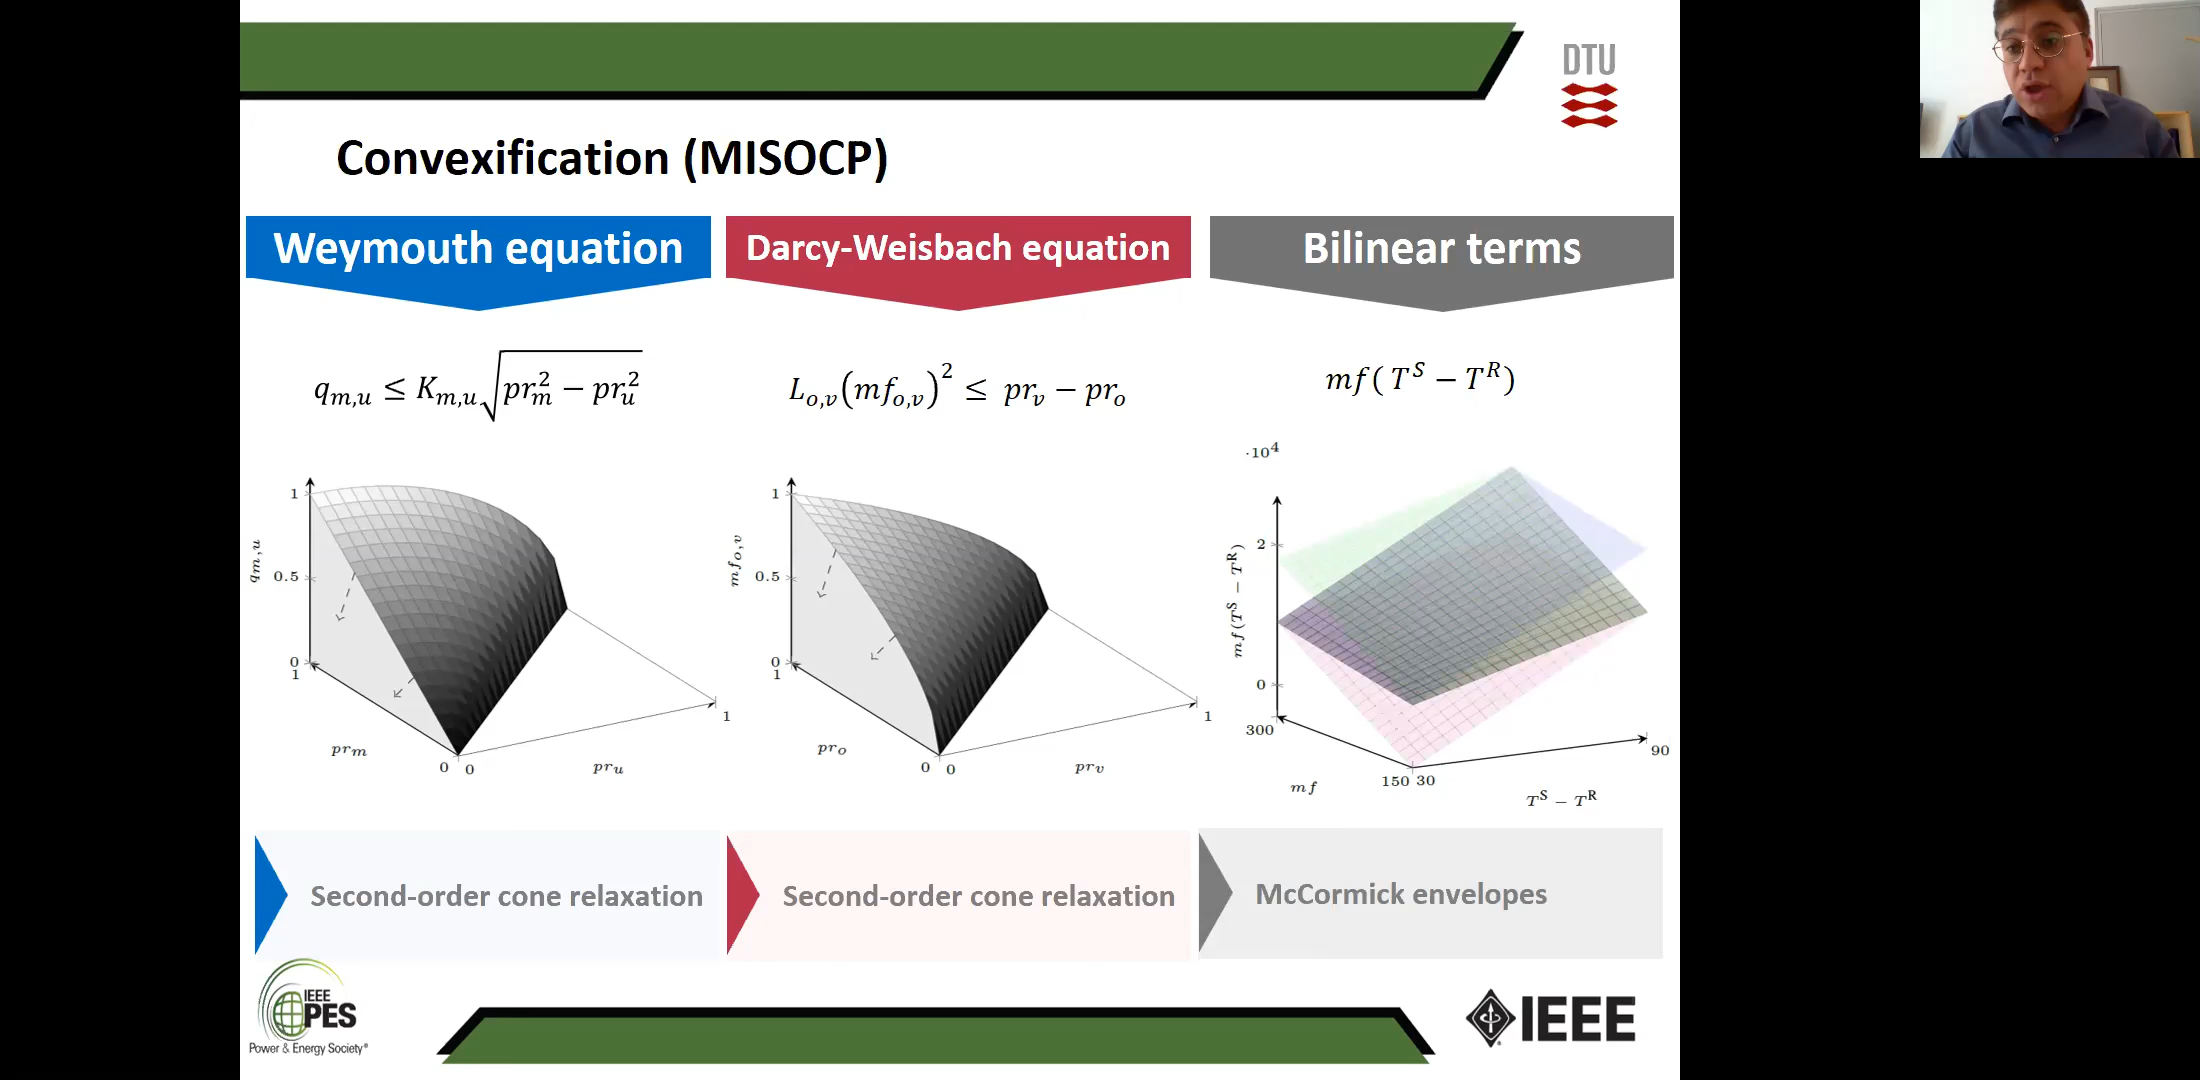 DTU
Convexification (MISOCP)
Weymouth equation
Darcy-Weisbach equation
Bilinear terms
q_{m,u} ≤ K_{m,u}√(pr_m^2 − pr_u^2)
L_{o,v}(mf_{o,v})^2 ≤ pr_v − pr_o
mf(T^S − T^R)
q_{m,u}
1
0.5
0
1
pr_m
0
0
pr_u
1
mf_{o,v}
1
0.5
0
1
pr_o
0
0
pr_v
1
·10^4
mf(T^S − T^R)
2
0
300
mf
150
30
T^S − T^R
90
Second-order cone relaxation
Second-order cone relaxation
McCormick envelopes
IEEE
PES
Power & Energy Society®
IEEE